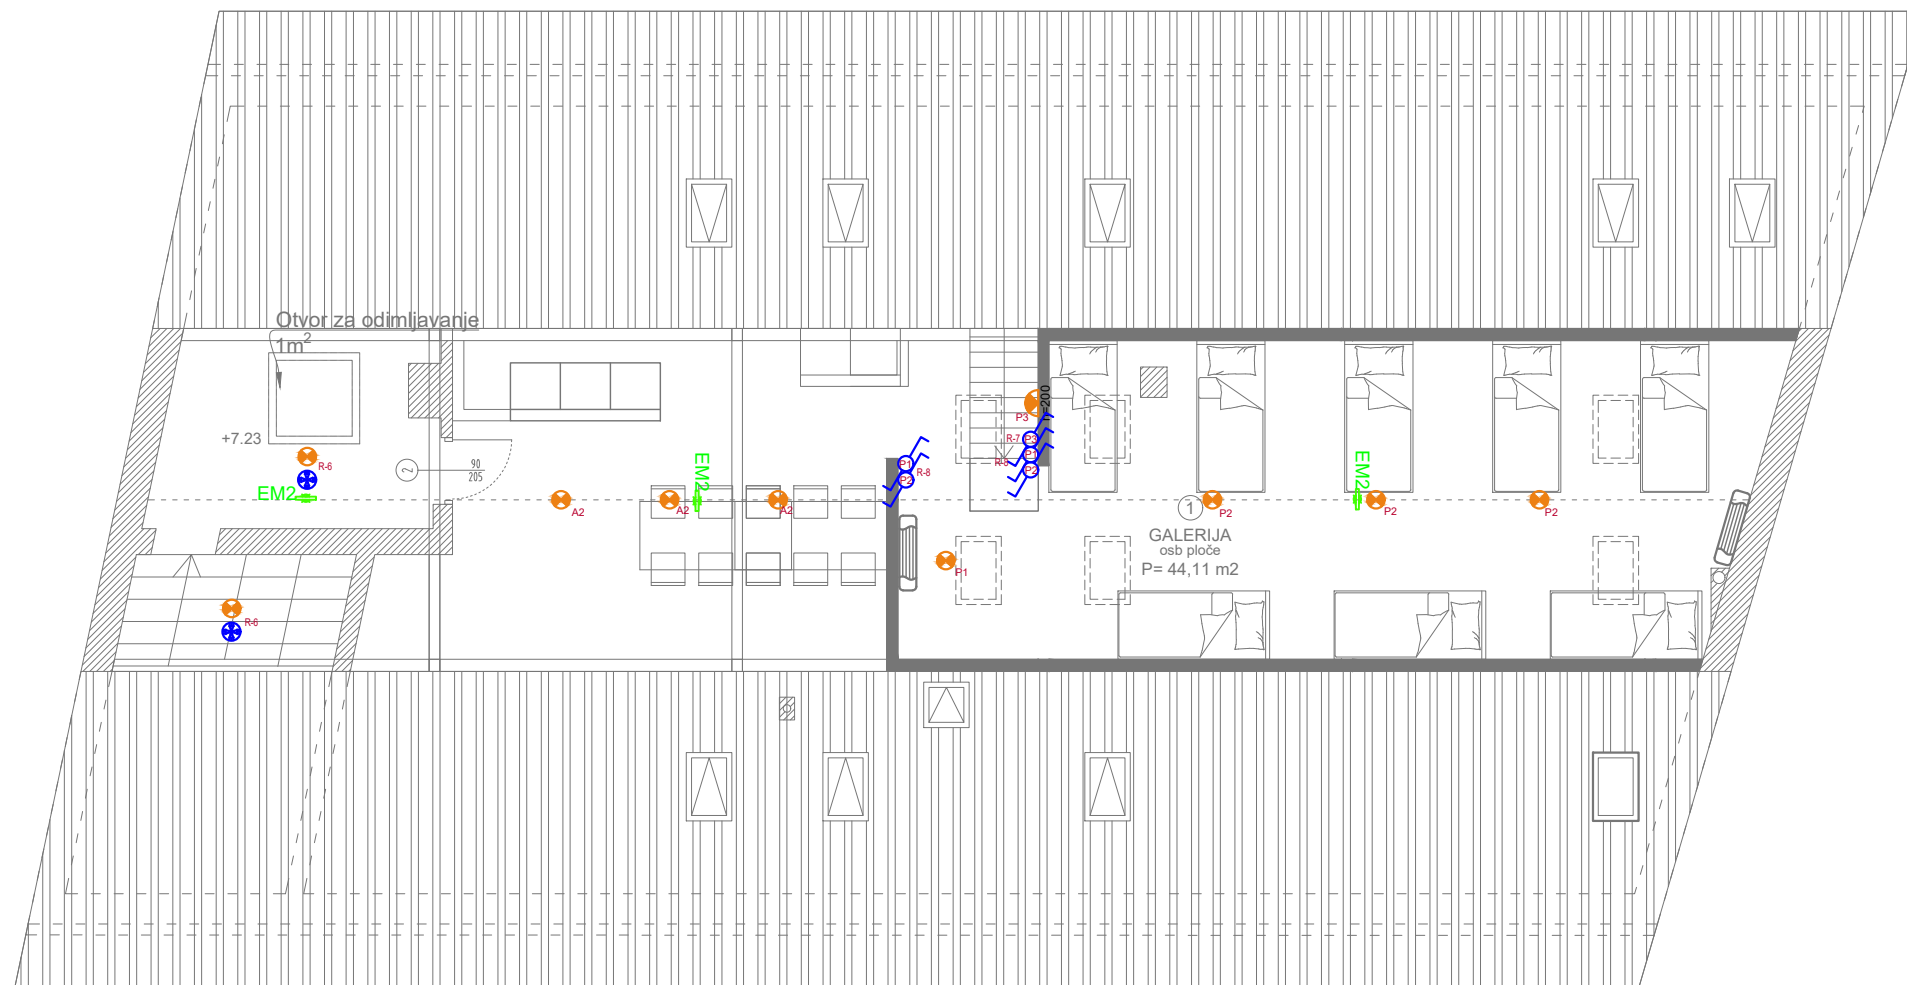 Otvor za odimljavanje
1m²
+7.23
R-6
EM2
2
90
205
R-6
A2
A2
EM2
A2
P1
P2
R-8
P3
h=200
R-7
P3
P1
P2
P1
1
GALERIJA
osb ploče
P= 44,11 m2
P2
EM2
P2
P2